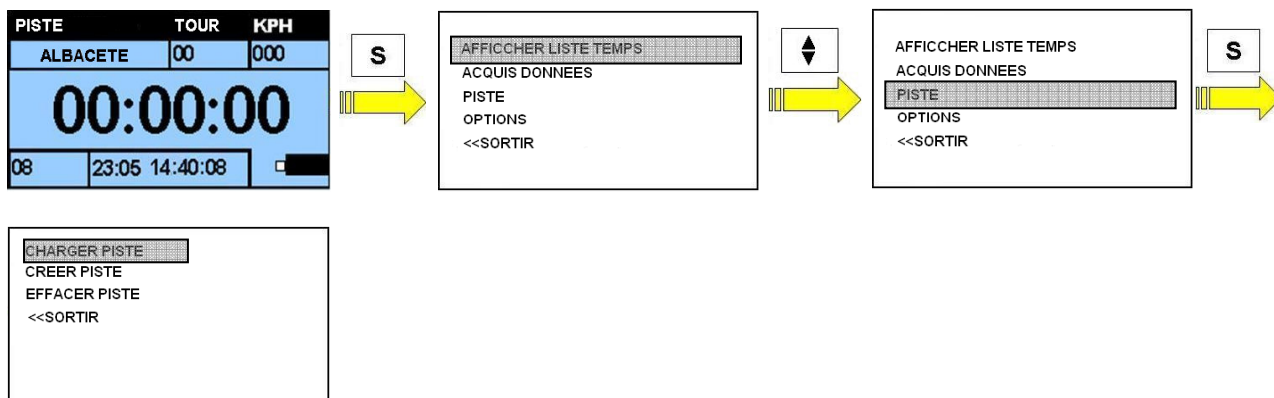 PISTE TOUR KPH
ALBACETE 00 000
00:00:00
08 23:05 14:40:08
S
AFFICCHER LISTE TEMPS
ACQUIS DONNEES
PISTE
OPTIONS
<<SORTIR
AFFICCHER LISTE TEMPS
ACQUIS DONNEES
PISTE
OPTIONS
<<SORTIR
S
CHARGER PISTE
CREER PISTE
EFFACER PISTE
<<SORTIR